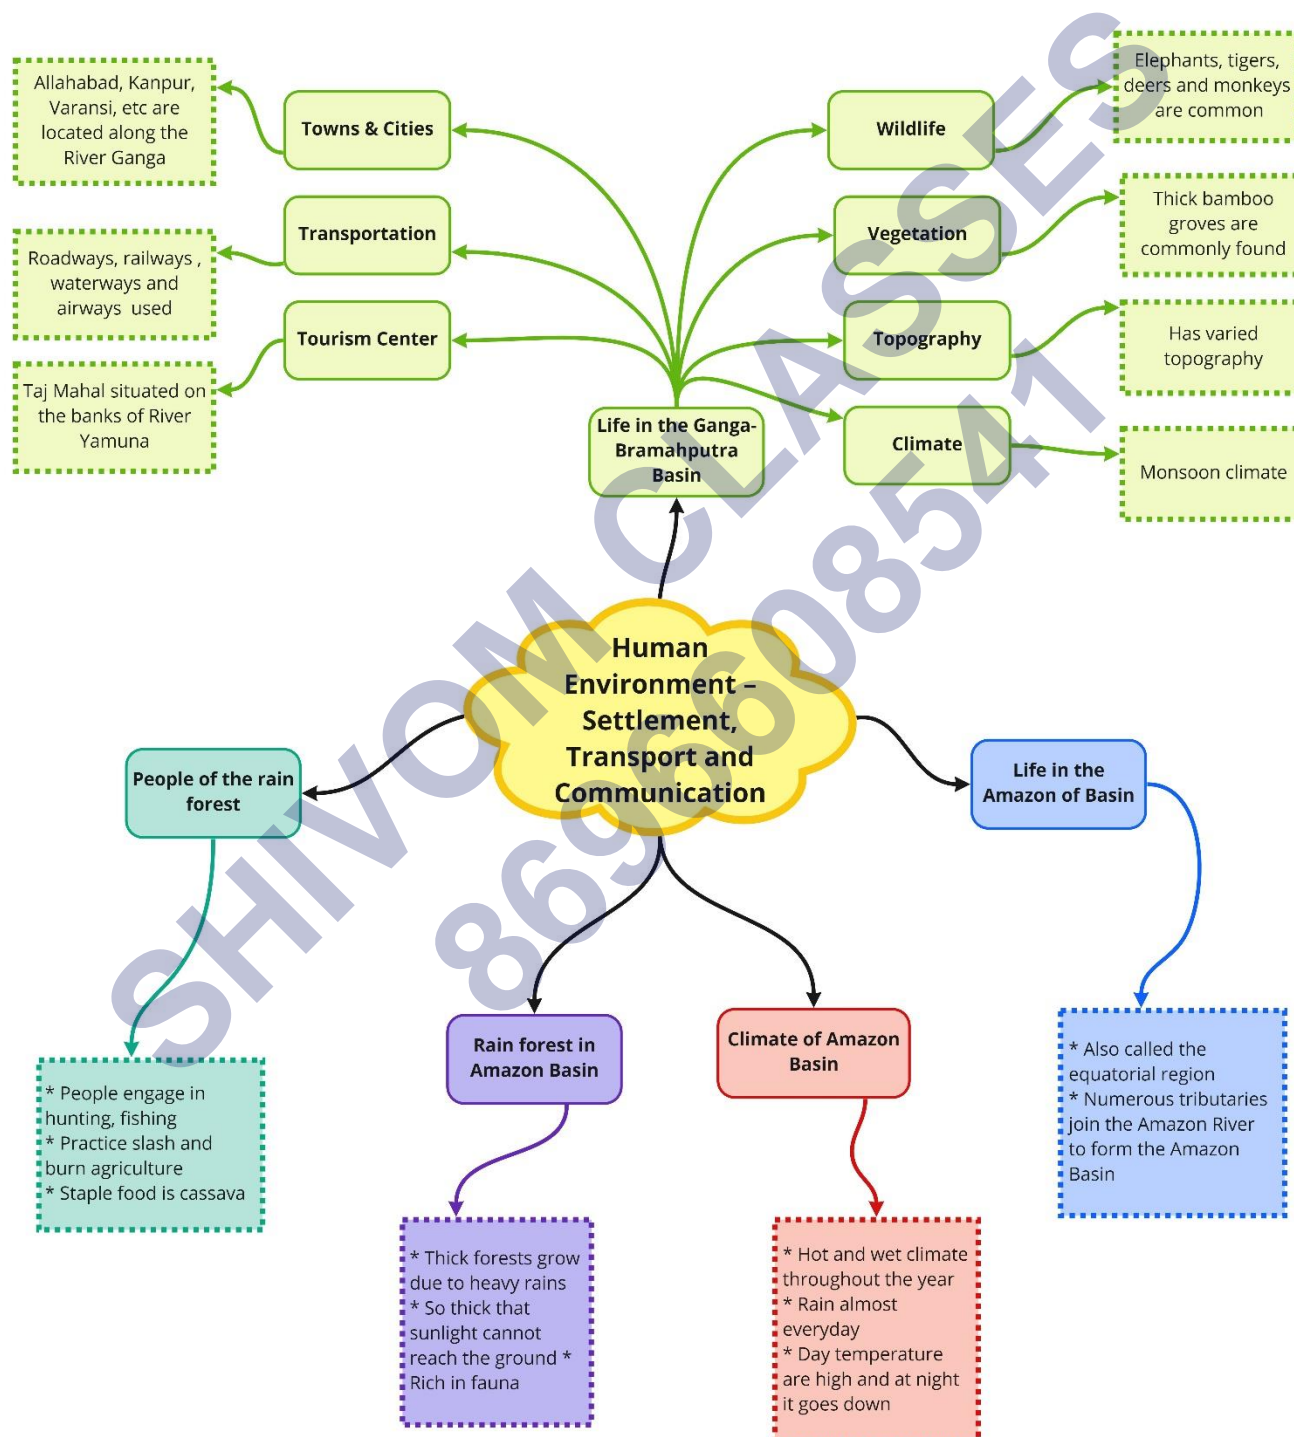 Allahabad, Kanpur,
Varansi, etc are
located along the
River Ganga
Towns & Cities
Roadways, railways ,
waterways and
airways  used
Transportation
Taj Mahal situated on
the banks of River
Yamuna
Tourism Center
Wildlife
Elephants, tigers,
deers and monkeys
are common
Vegetation
Thick bamboo
groves are
commonly found
Topography
Has varied
topography
Climate
Monsoon climate
Life in the Ganga-
Bramahputra
Basin
Human
Environment –
Settlement,
Transport and
Communication
People of the rain
forest
* People engage in
hunting, fishing
* Practice slash and
burn agriculture
* Staple food is cassava
Rain forest in
Amazon Basin
* Thick forests grow
due to heavy rains
* So thick that
sunlight cannot
reach the ground *
Rich in fauna
Climate of Amazon
Basin
* Hot and wet climate
throughout the year
* Rain almost
everyday
* Day temperature
are high and at night
it goes down
Life in the
Amazon of Basin
* Also called the
equatorial region
* Numerous tributaries
join the Amazon River
to form the Amazon
Basin
SHIVOM CLASSES
8696608541